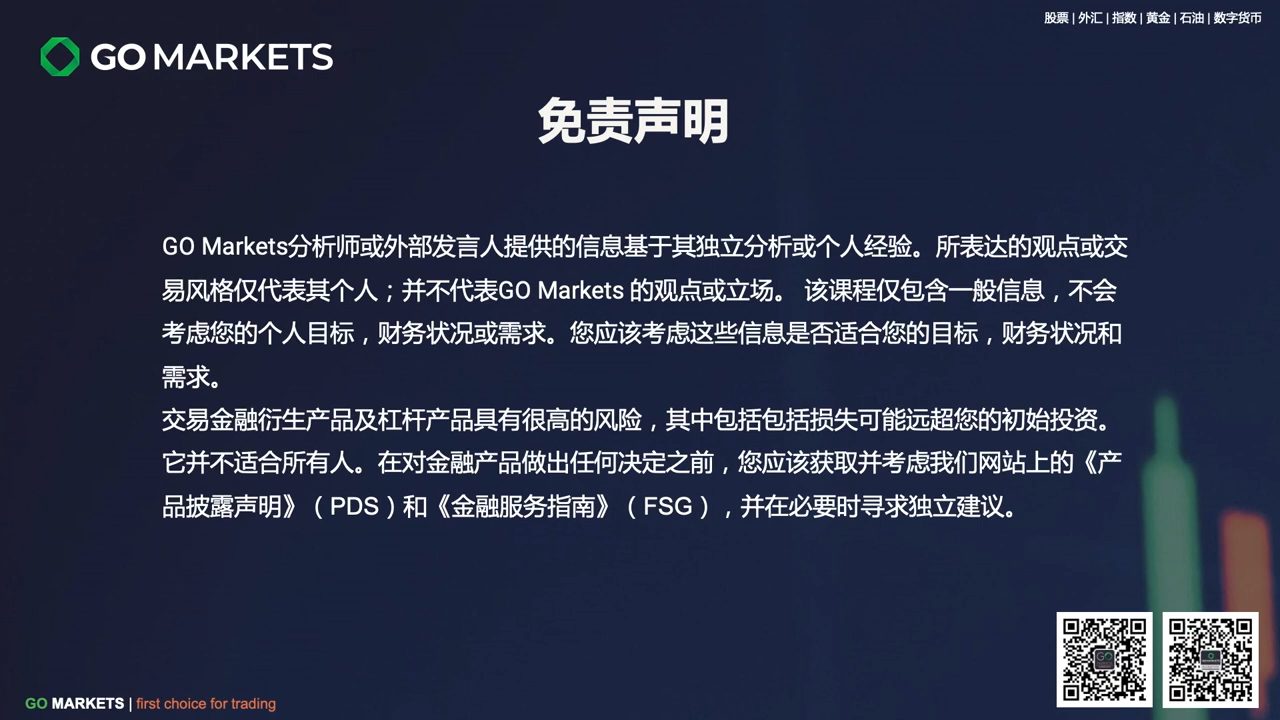 股票 | 外汇 | 指数 | 黄金 | 石油 | 数字货币
GO MARKETS
免责声明
GO Markets分析师或外部发言人提供的信息基于其独立分析或个人经验。所表达的观点或交
易风格仅代表其个人；并不代表GO Markets 的观点或立场。 该课程仅包含一般信息，不会
考虑您的个人目标，财务状况或需求。您应该考虑这些信息是否适合您的目标，财务状况和
需求。
交易金融衍生产品及杠杆产品具有很高的风险，其中包括包括损失可能远超您的初始投资。
它并不适合所有人。在对金融产品做出任何决定之前，您应该获取并考虑我们网站上的《产
品披露声明》（PDS）和《金融服务指南》（FSG），并在必要时寻求独立建议。
GO MARKETS | first choice for trading